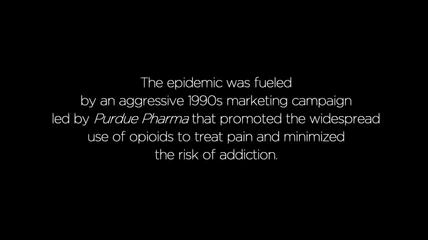 The epidemic was fueled
by an aggressive 1990s marketing campaign
led by Purdue Pharma that promoted the widespread
use of opioids to treat pain and minimized
the risk of addiction.